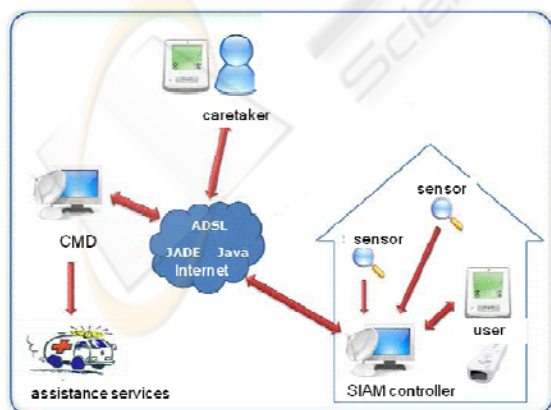 caretaker
sensor
ADSL
sensor
CMD
JADE Java
Internet
user
assistance services
SIAM controller